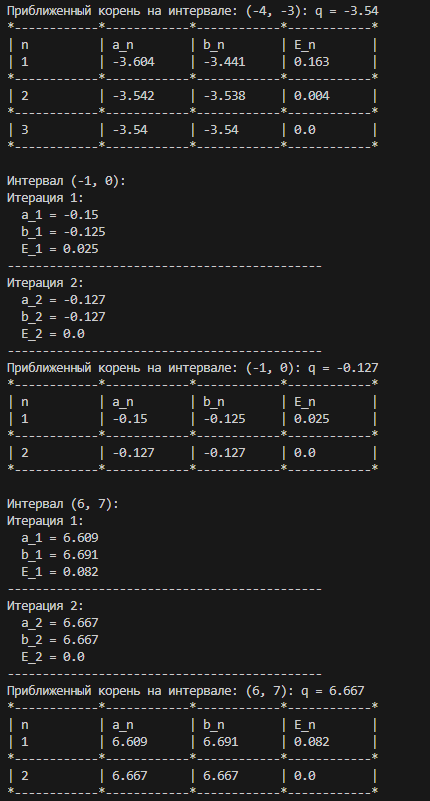 Приближенный корень на интервале: (-4, -3): q = -3.54
*------------*------------*------------*------------*
| n          | a_n        | b_n        | E_n        |
| 1          | -3.604     | -3.441     | 0.163      |
*------------*------------*------------*------------*
| 2          | -3.542     | -3.538     | 0.004      |
*------------*------------*------------*------------*
| 3          | -3.54      | -3.54      | 0.0        |
*------------*------------*------------*------------*
Интервал (-1, 0):
Итерация 1:
  a_1 = -0.15
  b_1 = -0.125
  E_1 = 0.025
---------------------------------------------
Итерация 2:
  a_2 = -0.127
  b_2 = -0.127
  E_2 = 0.0
---------------------------------------------
Приближенный корень на интервале: (-1, 0): q = -0.127
*------------*------------*------------*------------*
| n          | a_n        | b_n        | E_n        |
| 1          | -0.15      | -0.125     | 0.025      |
*------------*------------*------------*------------*
| 2          | -0.127     | -0.127     | 0.0        |
*------------*------------*------------*------------*
Интервал (6, 7):
Итерация 1:
  a_1 = 6.609
  b_1 = 6.691
  E_1 = 0.082
---------------------------------------------
Итерация 2:
  a_2 = 6.667
  b_2 = 6.667
  E_2 = 0.0
---------------------------------------------
Приближенный корень на интервале: (6, 7): q = 6.667
*------------*------------*------------*------------*
| n          | a_n        | b_n        | E_n        |
| 1          | 6.609      | 6.691      | 0.082      |
*------------*------------*------------*------------*
| 2          | 6.667      | 6.667      | 0.0        |
*------------*------------*------------*------------*